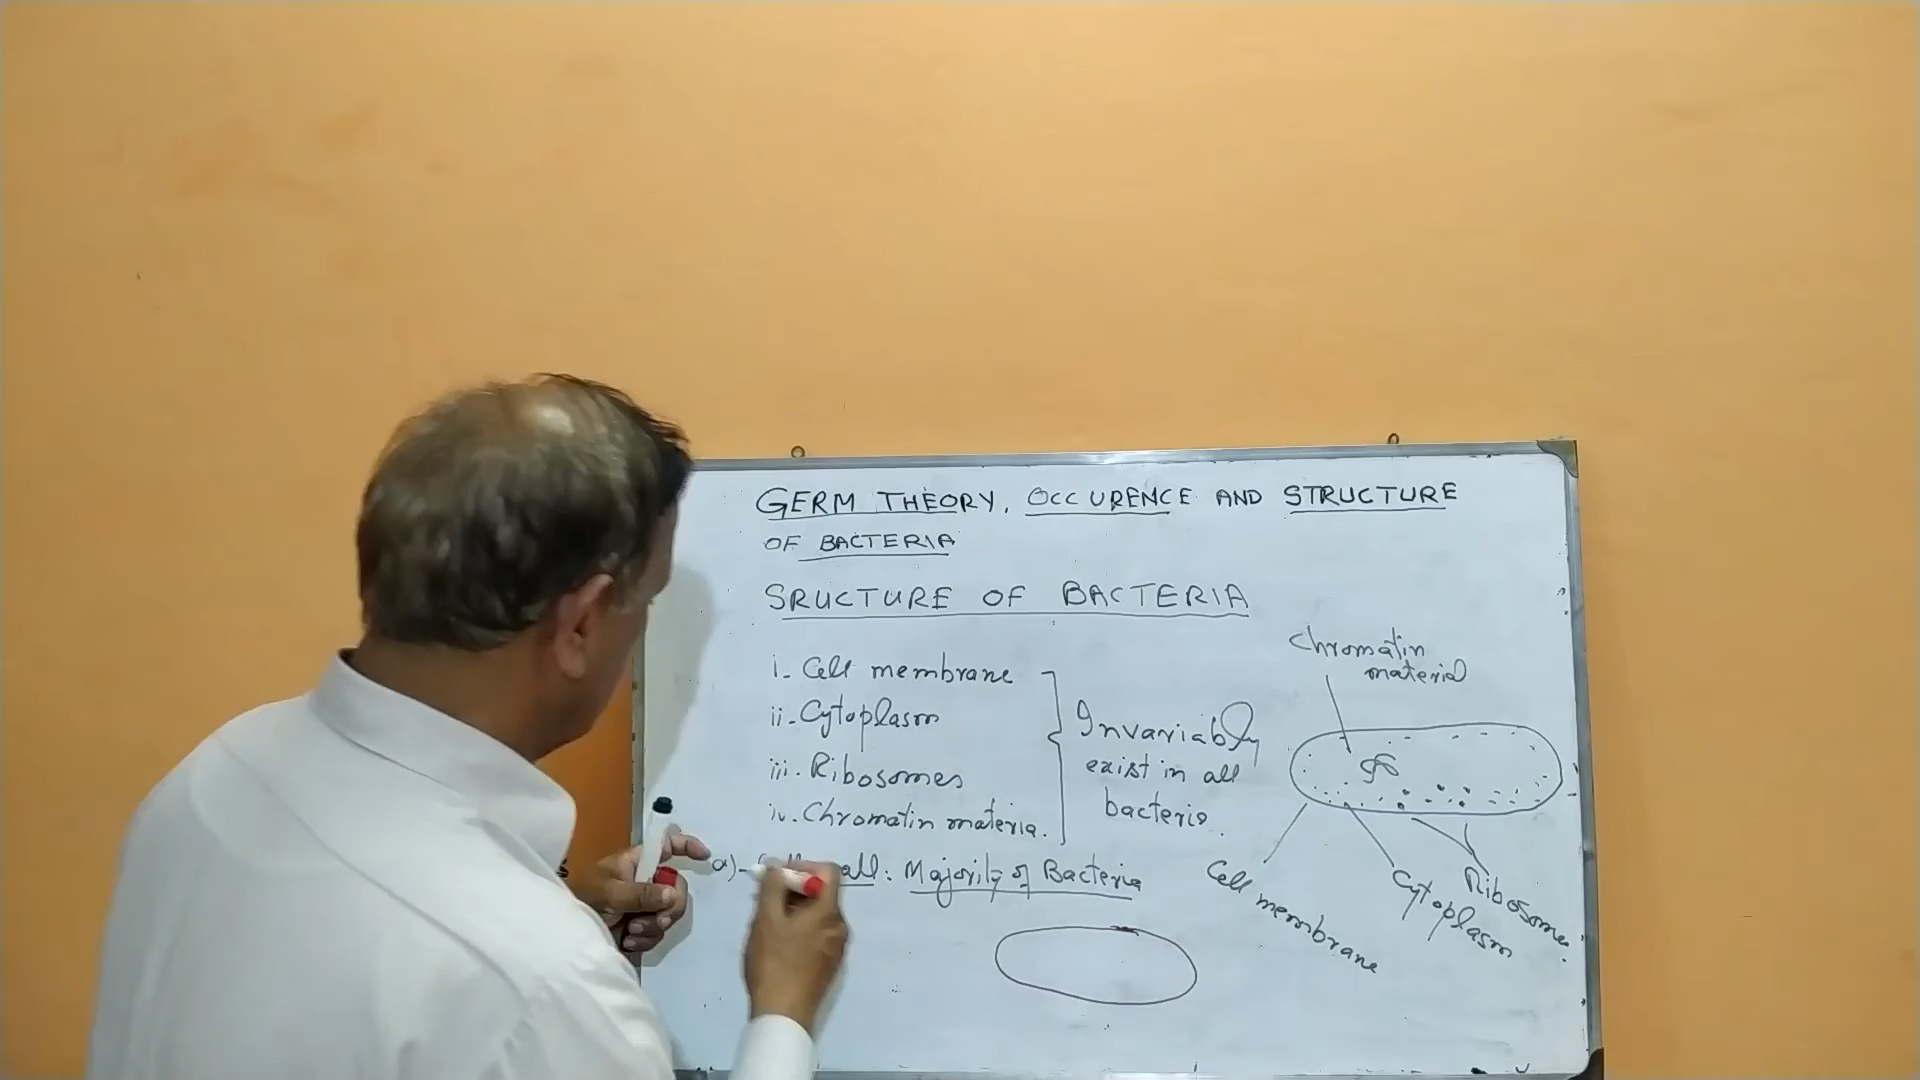 GERM THEORY, OCCURENCE AND STRUCTURE
OF BACTERIA
SRUCTURE OF BACTERIA
i- Cell membrane
ii- Cytoplasm
iii. Ribosomes
iv. Chromatin materia.
Invariably
exist in all
bacteria.
a)- all: Majority of Bacteria
Chromatin
material
Cell membrane
Cytoplasm
Ribosome.